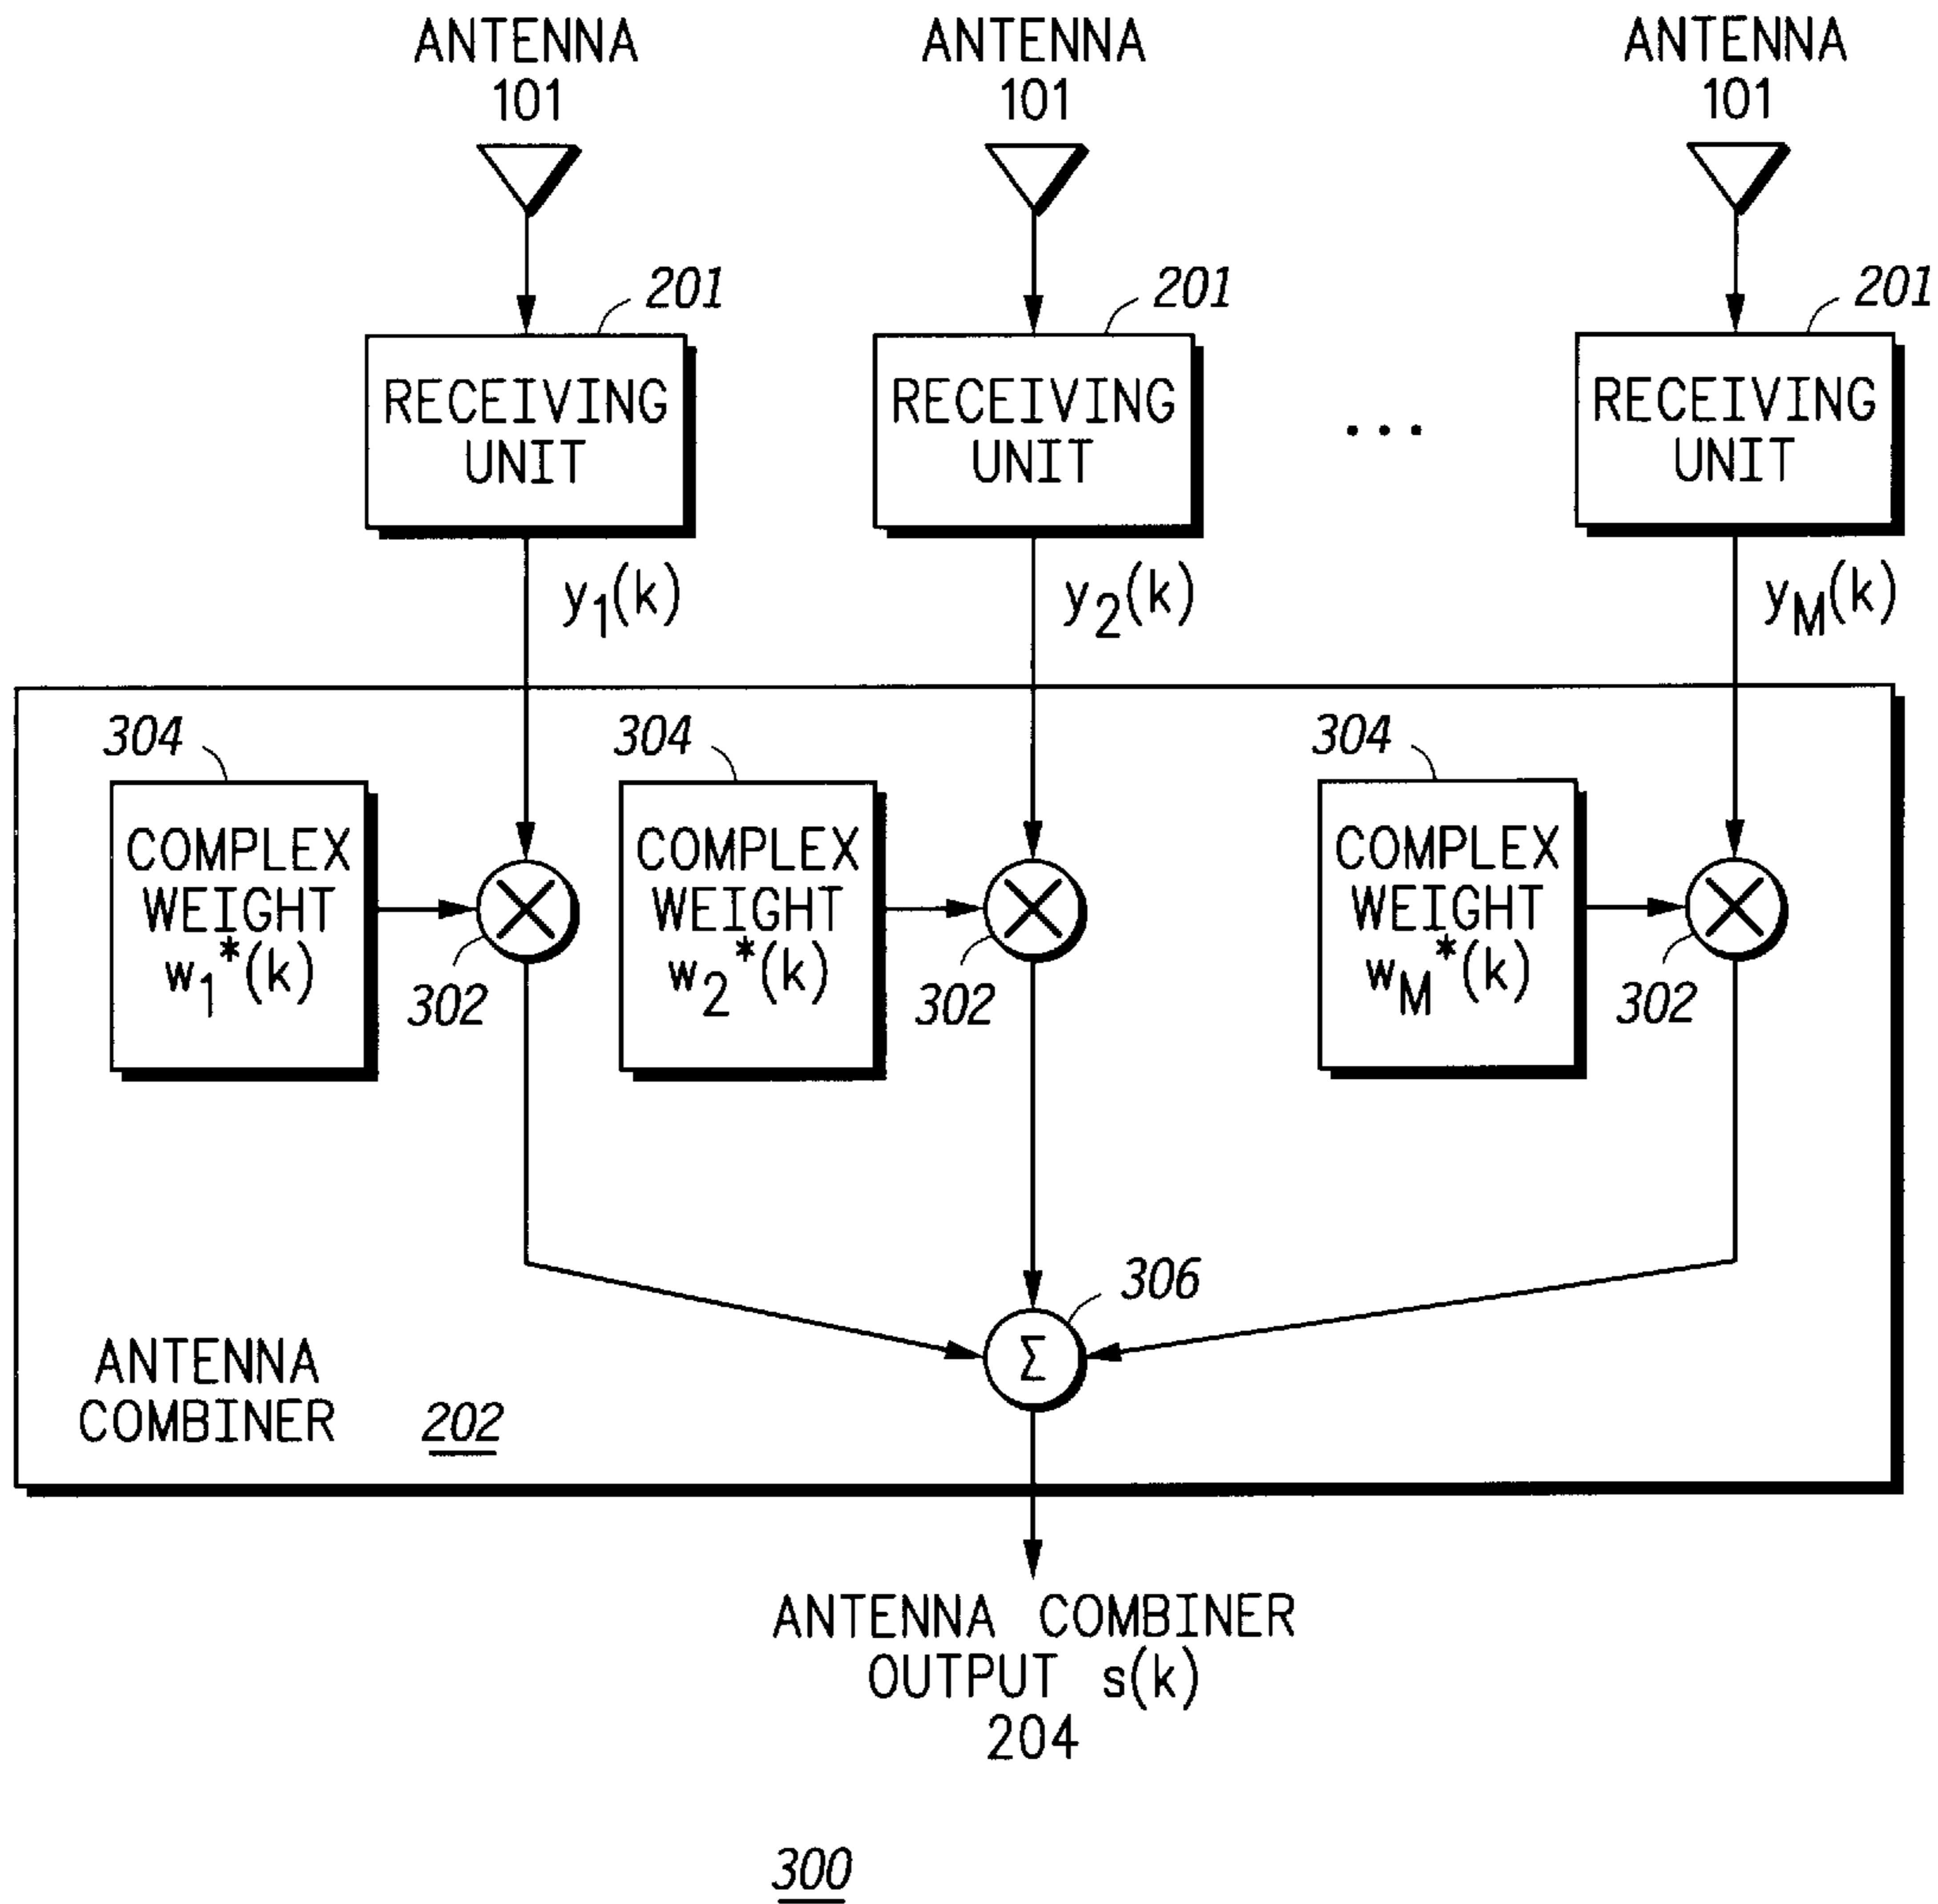 ANTENNA
101
ANTENNA
101
ANTENNA
101
201
201
201
RECEIVING
UNIT
RECEIVING
UNIT
...
RECEIVING
UNIT
y1(k)
y2(k)
yM(k)
304
304
304
COMPLEX
WEIGHT
w1*(k)
COMPLEX
WEIGHT
w2*(k)
COMPLEX
WEIGHT
wM*(k)
302
302
302
306
Σ
ANTENNA
COMBINER 202
ANTENNA COMBINER
OUTPUT s(k)
204
300